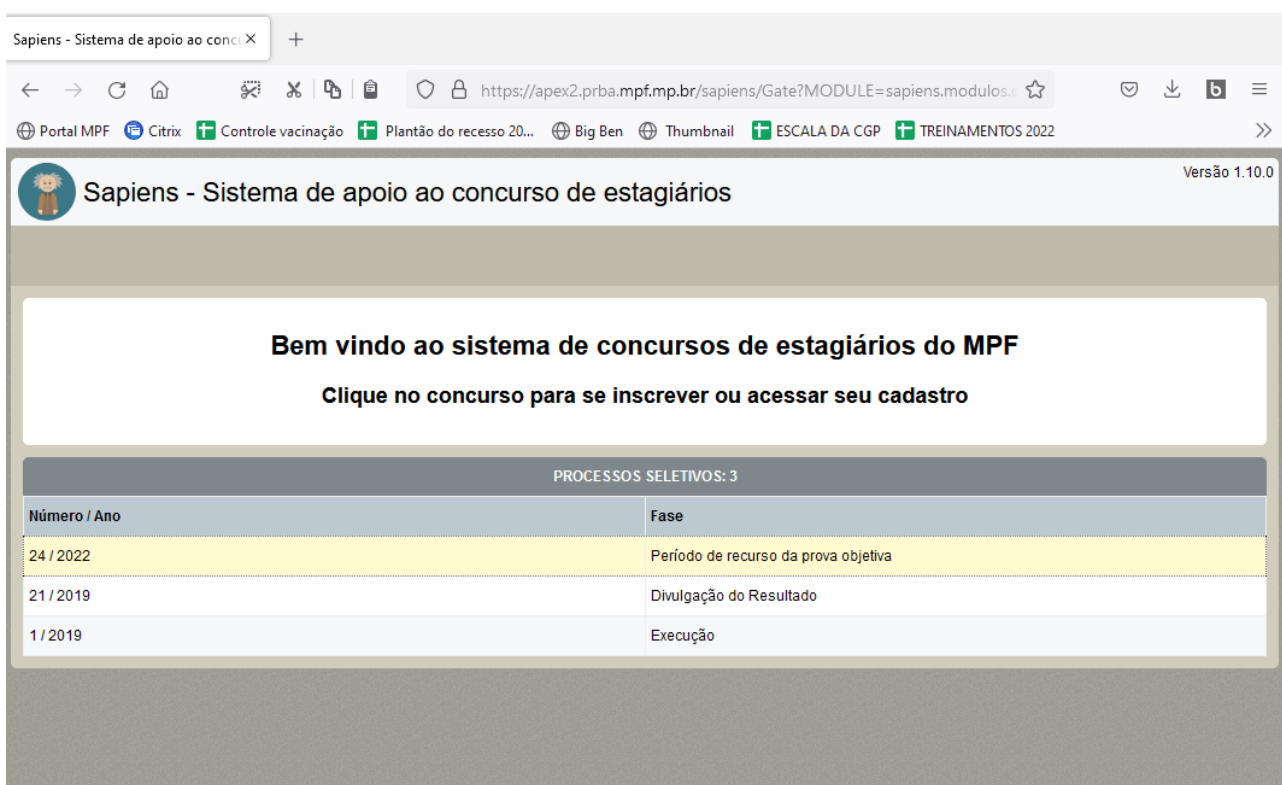 Sapiens - Sistema de apoio ao conc
https://apex2.prba.mpf.mp.br/sapiens/Gate?MODULE=sapiens.modulos.
Portal MPF Citrix Controle vacinação Plantão do recesso 20... Big Ben Thumbnail ESCALA DA CGP TREINAMENTOS 2022
Versão 1.10.0
Sapiens - Sistema de apoio ao concurso de estagiários
Bem vindo ao sistema de concursos de estagiários do MPF
Clique no concurso para se inscrever ou acessar seu cadastro
PROCESSOS SELETIVOS: 3
Número / Ano Fase
24 / 2022 Período de recurso da prova objetiva
21 / 2019 Divulgação do Resultado
1 / 2019 Execução